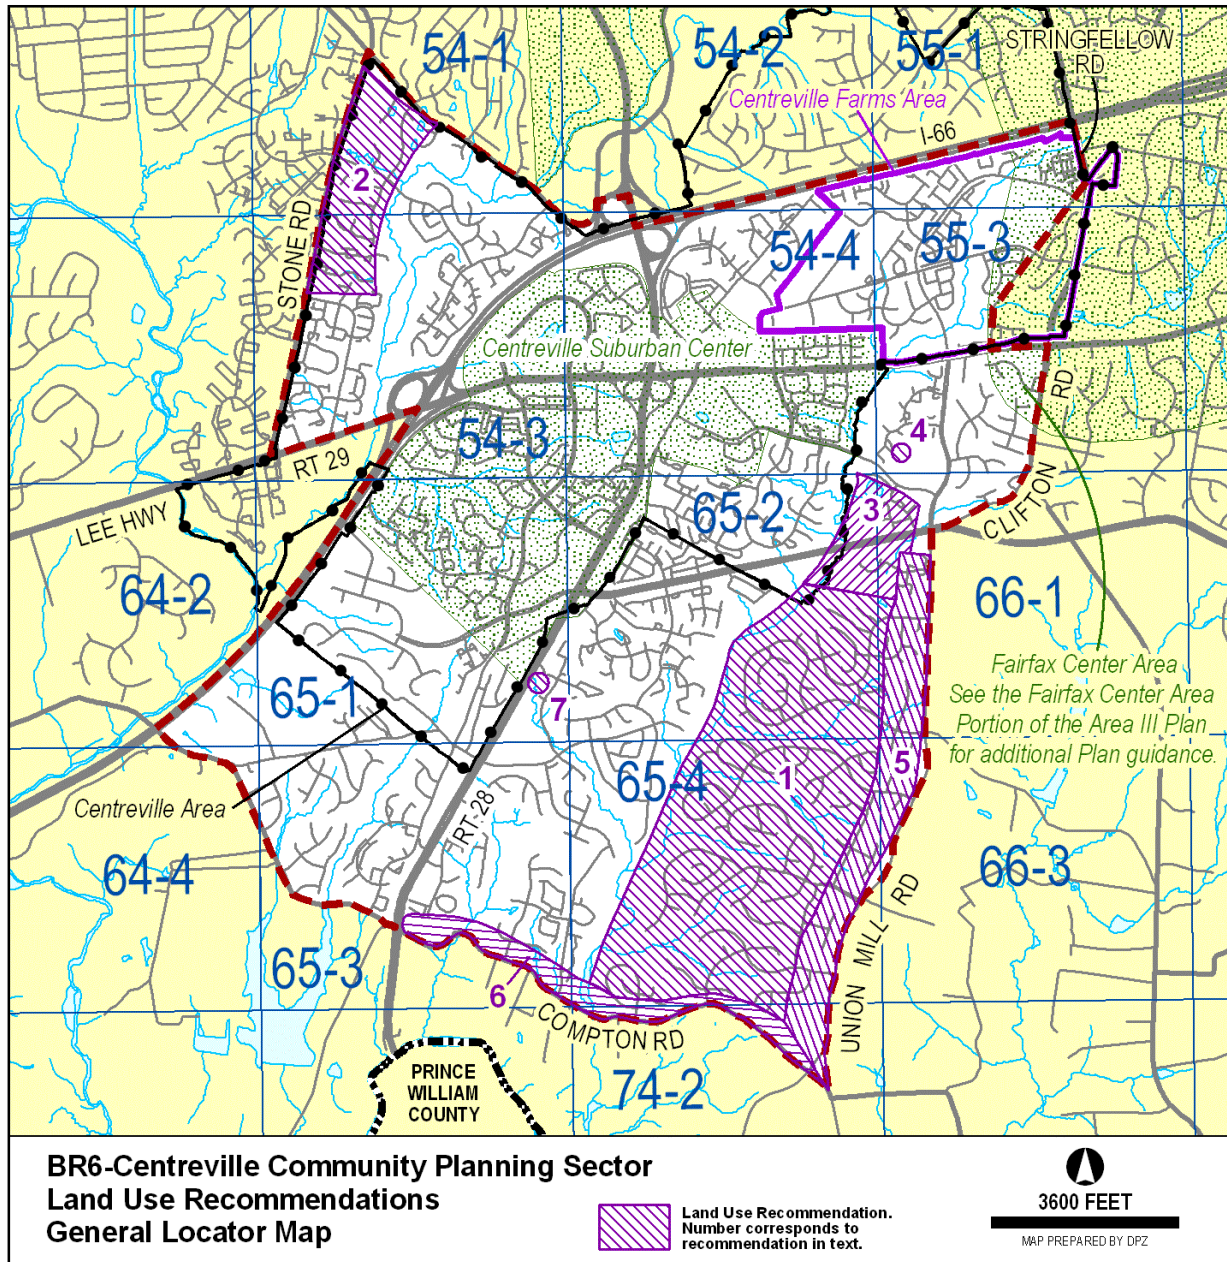 54-1
54-2
55-1
STRINGFELLOW
RD
Centreville Farms Area
I-66
2
STONE RD
54-4
55-3
Centreville Suburban Center
54-3
RT 29
LEE HWY
4
RD
CLIFTON
3
65-2
64-2
66-1
Fairfax Center Area
See the Fairfax Center Area
Portion of the Area III Plan
for additional Plan guidance.
65-1
7
65-4
1
5
Centreville Area
RT 28
64-4
66-3
65-3
6
COMPTON RD
UNION MILL RD
PRINCE
WILLIAM
COUNTY
74-2
BR6-Centreville Community Planning Sector
Land Use Recommendations
General Locator Map
Land Use Recommendation.
Number corresponds to
recommendation in text.
3600 FEET
MAP PREPARED BY DPZ